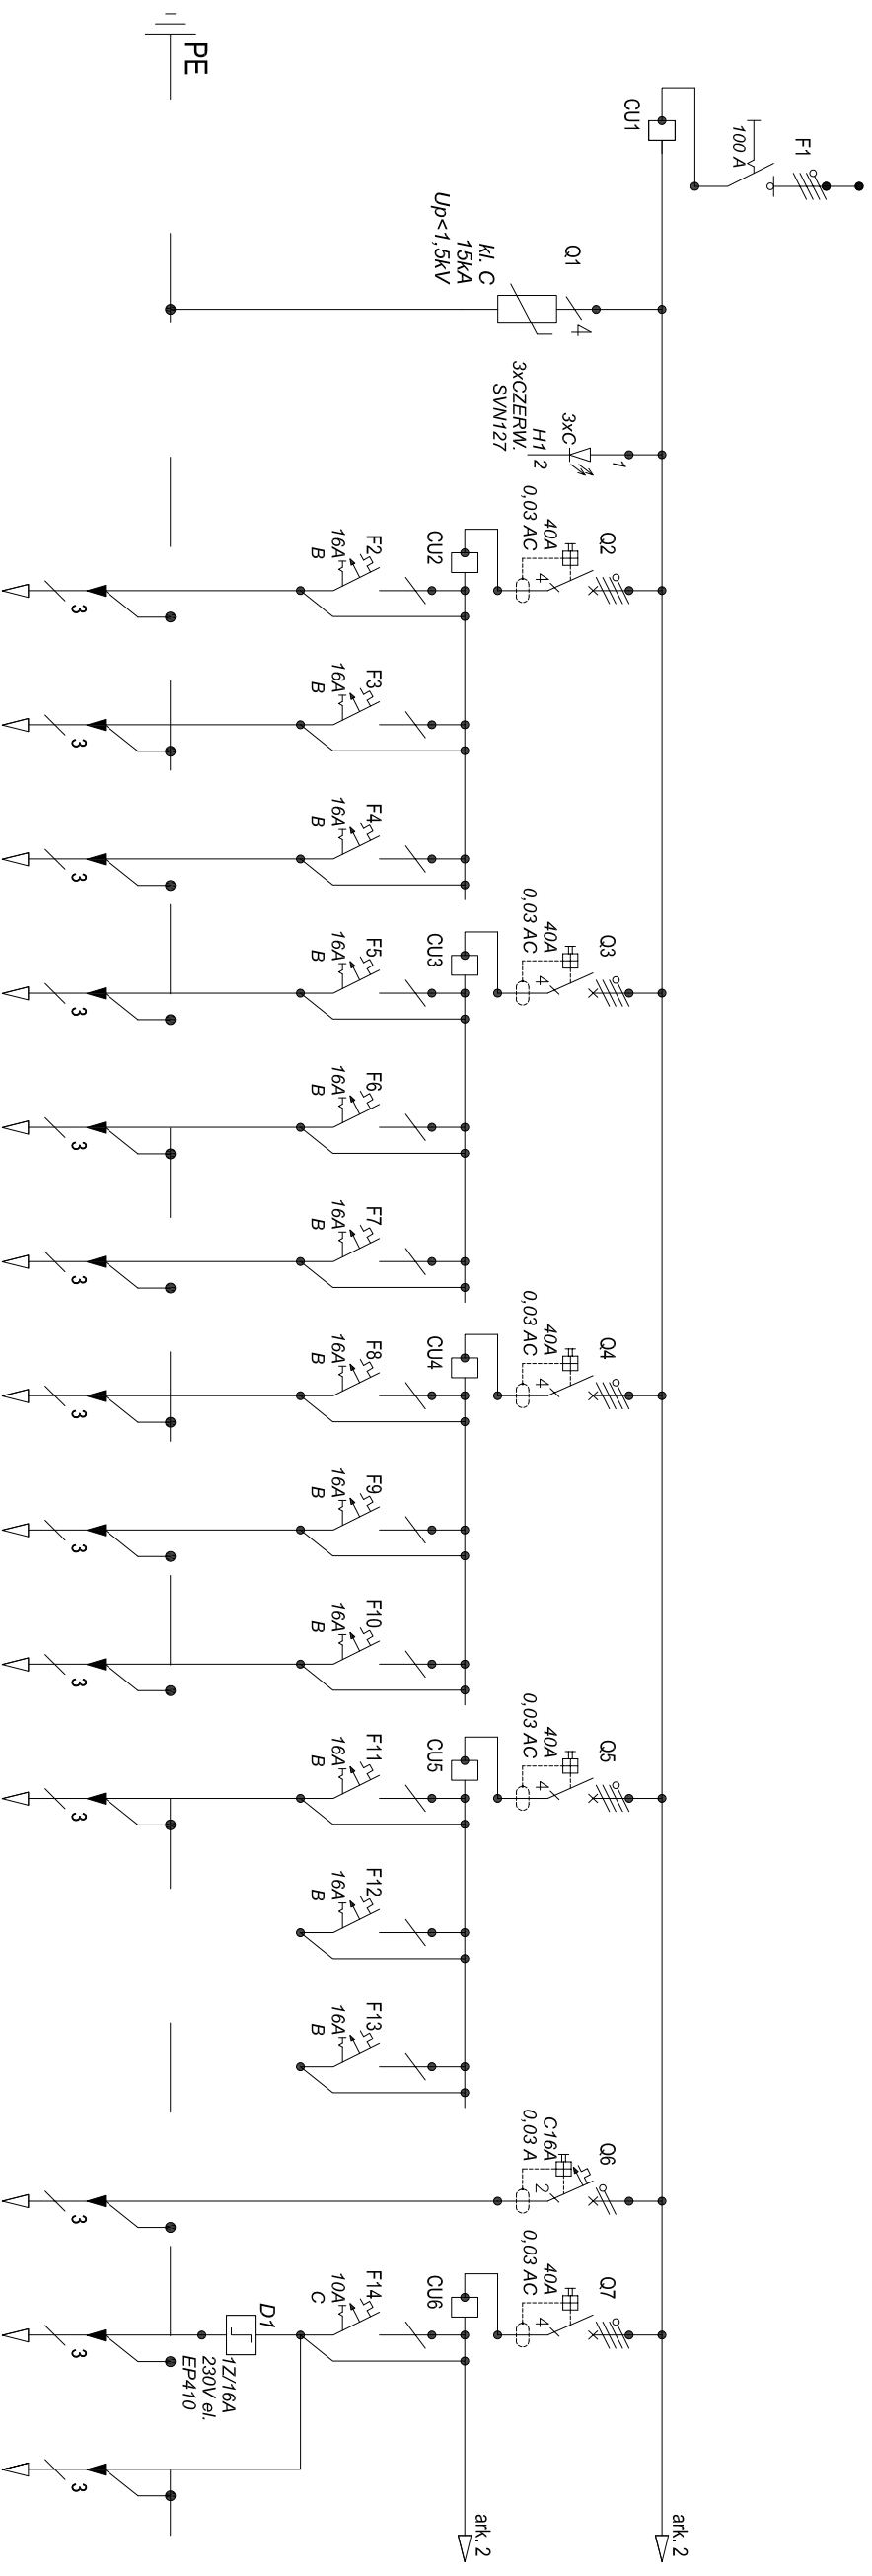 PE
F1
100 A
CU1
Q1
4
kl. C
15kA
Up<1,5kV
1
3xC
H1 2
3xCZERW.
SVN127
Q2
40A
0,03 AC
4
CU2
F2
16A
B
3
F3
16A
B
3
F4
16A
B
3
Q3
40A
0,03 AC
4
CU3
F5
16A
B
3
F6
16A
B
3
F7
16A
B
3
Q4
40A
0,03 AC
4
CU4
F8
16A
B
3
F9
16A
B
3
F10
16A
B
3
Q5
40A
0,03 AC
4
CU5
F11
16A
B
3
F12
16A
B
F13
16A
B
Q6
C16A
0,03 A
2
3
Q7
40A
0,03 AC
4
CU6
F14
10A
C
D1
1Z/16A
230V el.
EP410
3
3
ark. 2
ark. 2